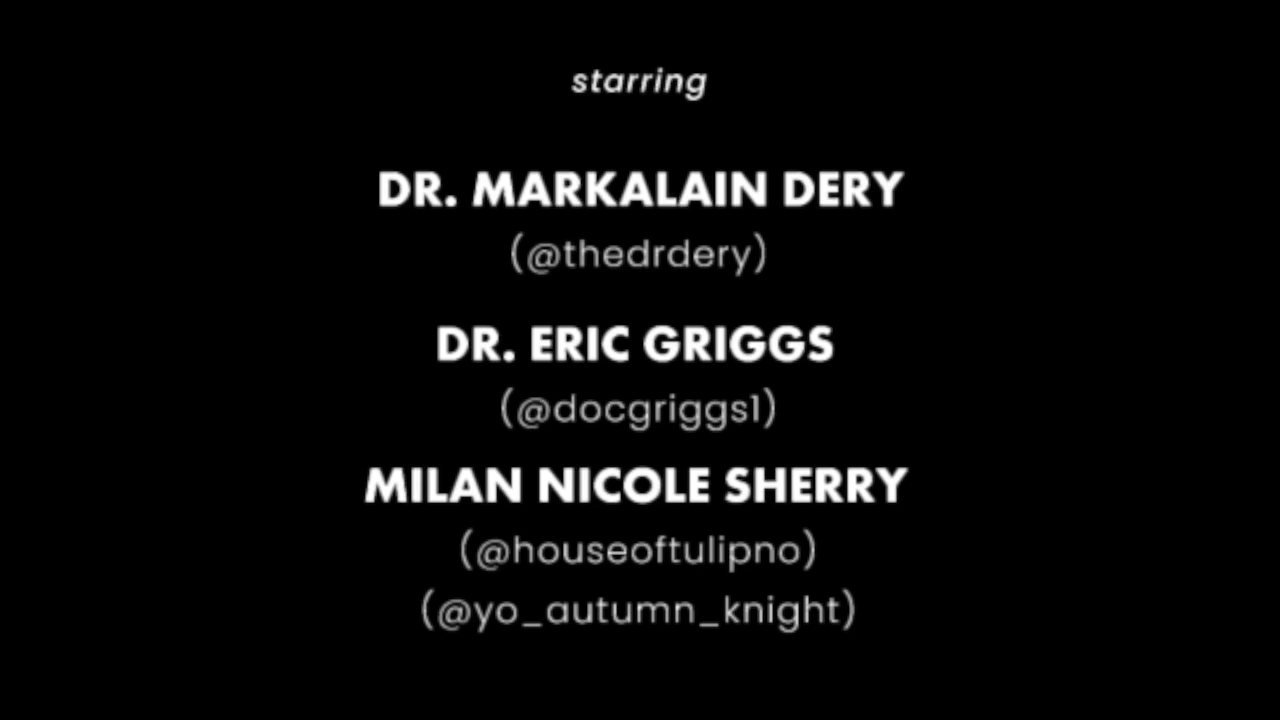 starring
DR. MARKALAIN DERY
(@thedrdery)
DR. ERIC GRIGGS
(@docgriggs1)
MILAN NICOLE SHERRY
(@houseoftulipno)
(@yo_autumn_knight)